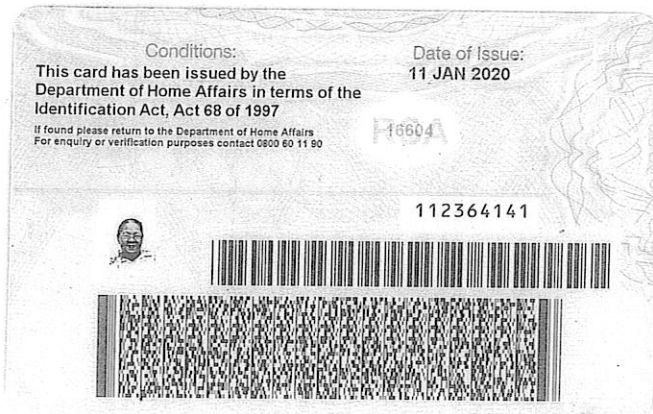 Conditions:
This card has been issued by the
Department of Home Affairs in terms of the
Identification Act, Act 68 of 1997
If found please return to the Department of Home Affairs
For enquiry or verification purposes contact 0800 60 11 90
Date of Issue:
11 JAN 2020
RSA
16604
112364141